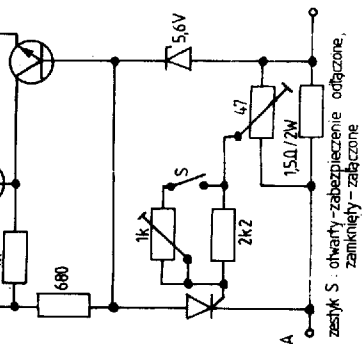 5,6V
47
1,5Ω/2W
S
1k
2k2
680
A
zestyk S : otwarty-zabezpieczenie odłączone,
zamknięty - załączone